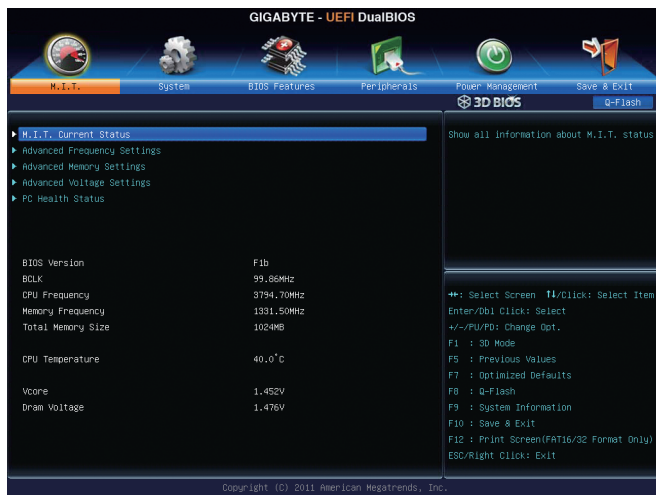 GIGABYTE - UEFI DualBIOS
M.I.T.
System
BIOS Features
Peripherals
Power Management
Save & Exit
3D BIOS
Q-Flash
M.I.T. Current Status
Advanced Frequency Settings
Advanced Memory Settings
Advanced Voltage Settings
PC Health Status
Show all information about M.I.T. status
BIOS Version F1b
BCLK 99.86MHz
CPU Frequency 3794.70MHz
Memory Frequency 1331.50MHz
Total Memory Size 1024MB
CPU Temperature 40.0°C
Vcore 1.452V
Dram Voltage 1.476V
→←: Select Screen ↑↓/Click: Select Item
Enter/Dbl Click: Select
+/-/PU/PD: Change Opt.
F1 : 3D Mode
F5 : Previous Values
F7 : Optimized Defaults
F8 : Q-Flash
F9 : System Information
F10 : Save & Exit
F12 : Print Screen(FAT16/32 Format Only)
ESC/Right Click: Exit
Copyright (C) 2011 American Megatrends, Inc.